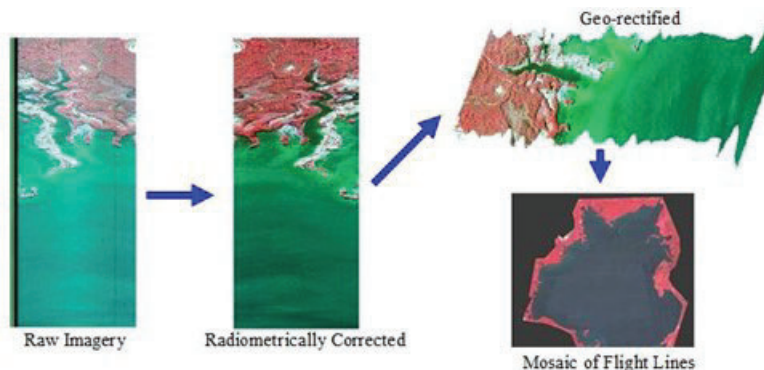 Geo-rectified
Raw Imagery
Radiometrically Corrected
Mosaic of Flight Lines